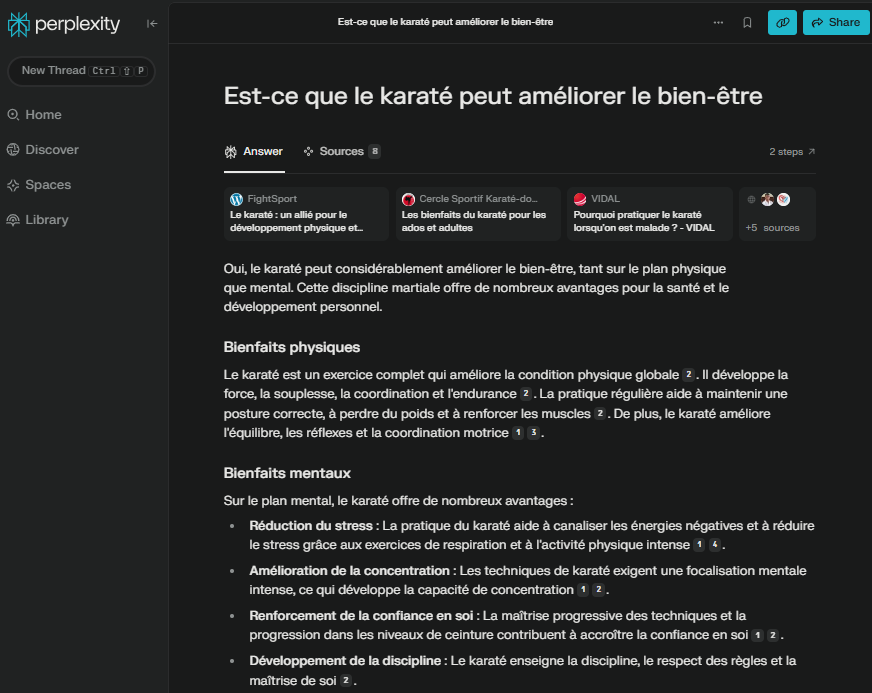 perplexity
New Thread Ctrl ⇧ P
Home
Discover
Spaces
Library
Est-ce que le karaté peut améliorer le bien-être
Share
Est-ce que le karaté peut améliorer le bien-être
Answer Sources 8
2 steps
FightSport
Le karaté : un allié pour le
développement physique et...
Cercle Sportif Karaté-do...
Les bienfaits du karaté pour les
ados et adultes
VIDAL
Pourquoi pratiquer le karaté
lorsqu'on est malade ? - VIDAL
+5 sources
Oui, le karaté peut considérablement améliorer le bien-être, tant sur le plan physique
que mental. Cette discipline martiale offre de nombreux avantages pour la santé et le
développement personnel.
Bienfaits physiques
Le karaté est un exercice complet qui améliore la condition physique globale 2 . Il développe la
force, la souplesse, la coordination et l'endurance 2 . La pratique régulière aide à maintenir une
posture correcte, à perdre du poids et à renforcer les muscles 2 . De plus, le karaté améliore
l'équilibre, les réflexes et la coordination motrice 1 3 .
Bienfaits mentaux
Sur le plan mental, le karaté offre de nombreux avantages :
• Réduction du stress : La pratique du karaté aide à canaliser les énergies négatives et à réduire
le stress grâce aux exercices de respiration et à l'activité physique intense 1 4 .
• Amélioration de la concentration : Les techniques de karaté exigent une focalisation mentale
intense, ce qui développe la capacité de concentration 1 2 .
• Renforcement de la confiance en soi : La maîtrise progressive des techniques et la
progression dans les niveaux de ceinture contribuent à accroître la confiance en soi 1 2 .
• Développement de la discipline : Le karaté enseigne la discipline, le respect des règles et la
maîtrise de soi 2 .